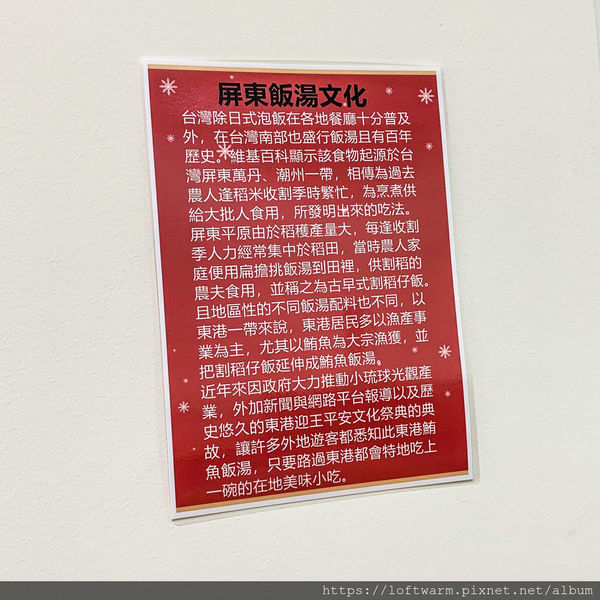 屏東飯湯文化
台灣除日式泡飯在各地餐廳十分普及
外，在台灣南部也盛行飯湯且有百年
歷史。維基百科顯示該食物起源於台
灣屏東萬丹、潮州一帶，相傳為過去
農人逢稻米收割季時繁忙，為烹煮供
給大批人食用，所發明出來的吃法。
屏東平原由於稻穫產量大，每逢收割
季人力經常集中於稻田，當時農人家
庭便用扁擔挑飯湯到田裡，供割稻的
農夫食用，並稱之為古早式割稻仔飯。
且地區性的不同飯湯配料也不同，以
東港一帶來說，東港居民多以漁產事
業為主，尤其以鮪魚為大宗漁獲，並
把割稻仔飯延伸成鮪魚飯湯。
近年來因政府大力推動小琉球光觀產
業，外加新聞與網路平台報導以及歷
史悠久的東港迎王平安文化祭典的典
故，讓許多外地遊客都悉知此東港鮪
魚飯湯，只要路過東港都會特地吃上
一碗的在地美味小吃。
https://loftwarm.pixnet.net/album